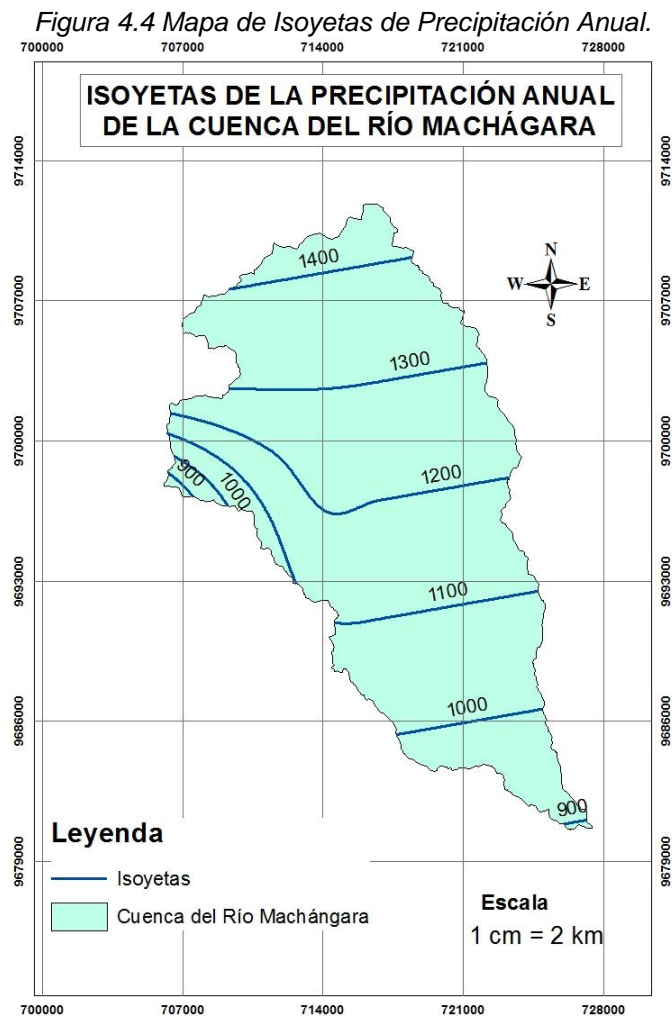 Figura 4.4 Mapa de Isoyetas de Precipitación Anual.
700000 707000 714000 721000 728000
ISOYETAS DE LA PRECIPITACIÓN ANUAL
DE LA CUENCA DEL RÍO MACHÁGARA
9714000 9714000
1400
N
W E
S
9707000 9707000
1300
9700000 9700000
1200
900
1000
9693000 9693000
1100
9686000 9686000
1000
900
Leyenda
9679000 9679000
Isoyetas
Cuenca del Río Machángara
Escala
1 cm = 2 km
700000 707000 714000 721000 728000